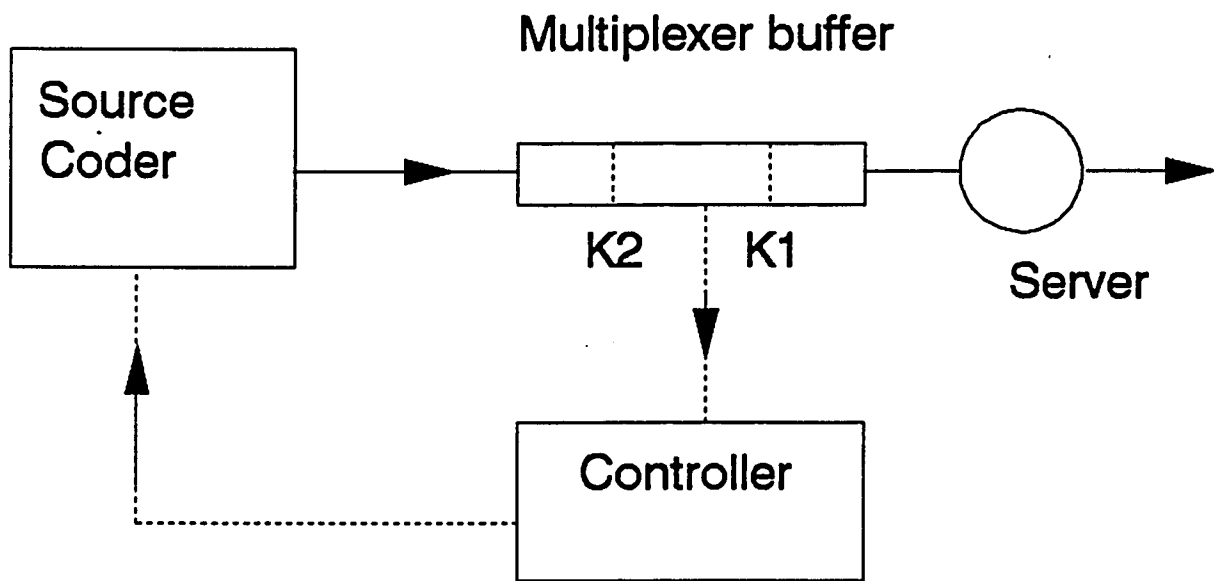 Multiplexer buffer
Source
Coder
K2
K1
Server
Controller